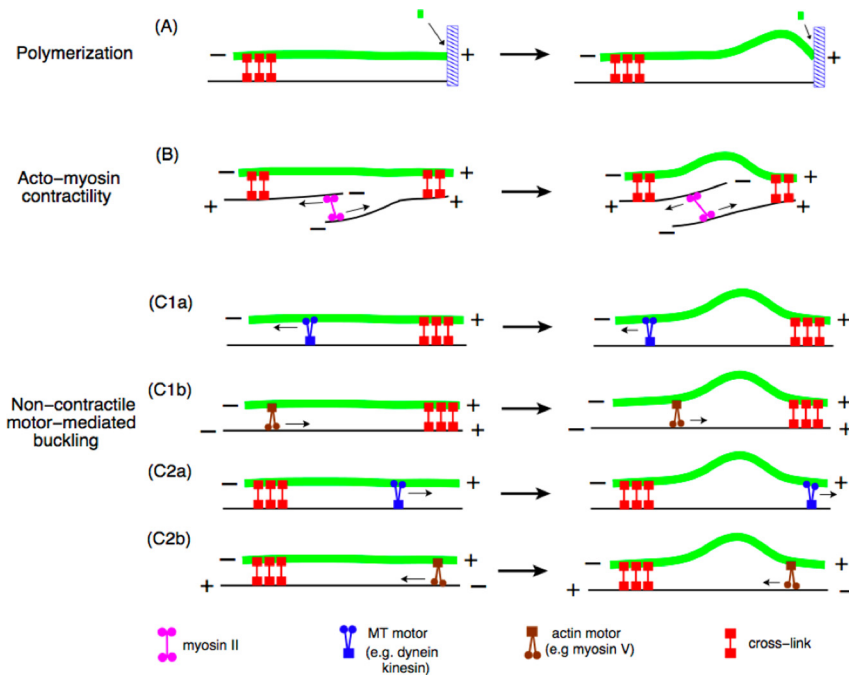 (A)
Polymerization
− + − +
(B)
Acto−myosin
contractility
− + − +
+ − + + − +
− −
(C1a)
− + − +
(C1b)
− + − +
− + − +
Non−contractile
motor−mediated
buckling
(C2a)
− + − +
(C2b)
− + − +
+ − + −
myosin II
MT motor
(e.g. dynein
kinesin)
actin motor
(e.g myosin V)
cross−link